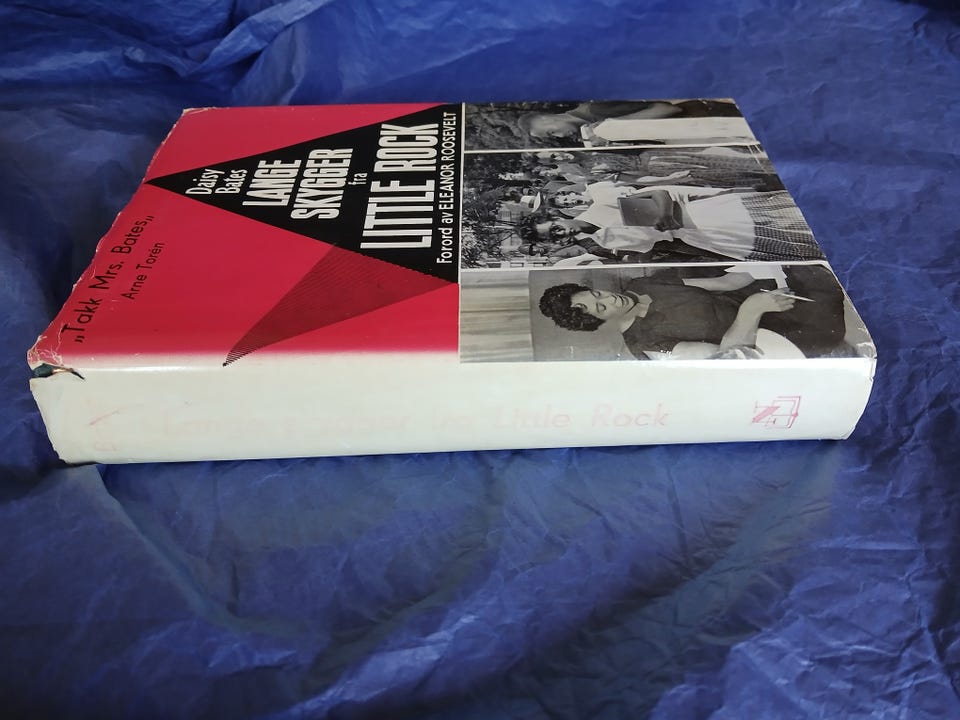 „Takk Mrs. Bates„
Arne Torén
Daisy
Bates
LANGE
SKYGGER
fra
LITTLE ROCK
Forord av ELEANOR ROOSEVELT
Lange skygger fra Little Rock